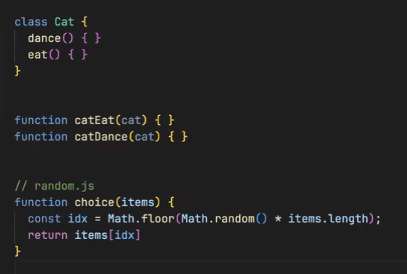 class Cat {
  dance() { }
  eat() { }
}
function catEat(cat) { }
function catDance(cat) { }
// random.js
function choice(items) {
  const idx = Math.floor(Math.random() * items.length);
  return items[idx]
}